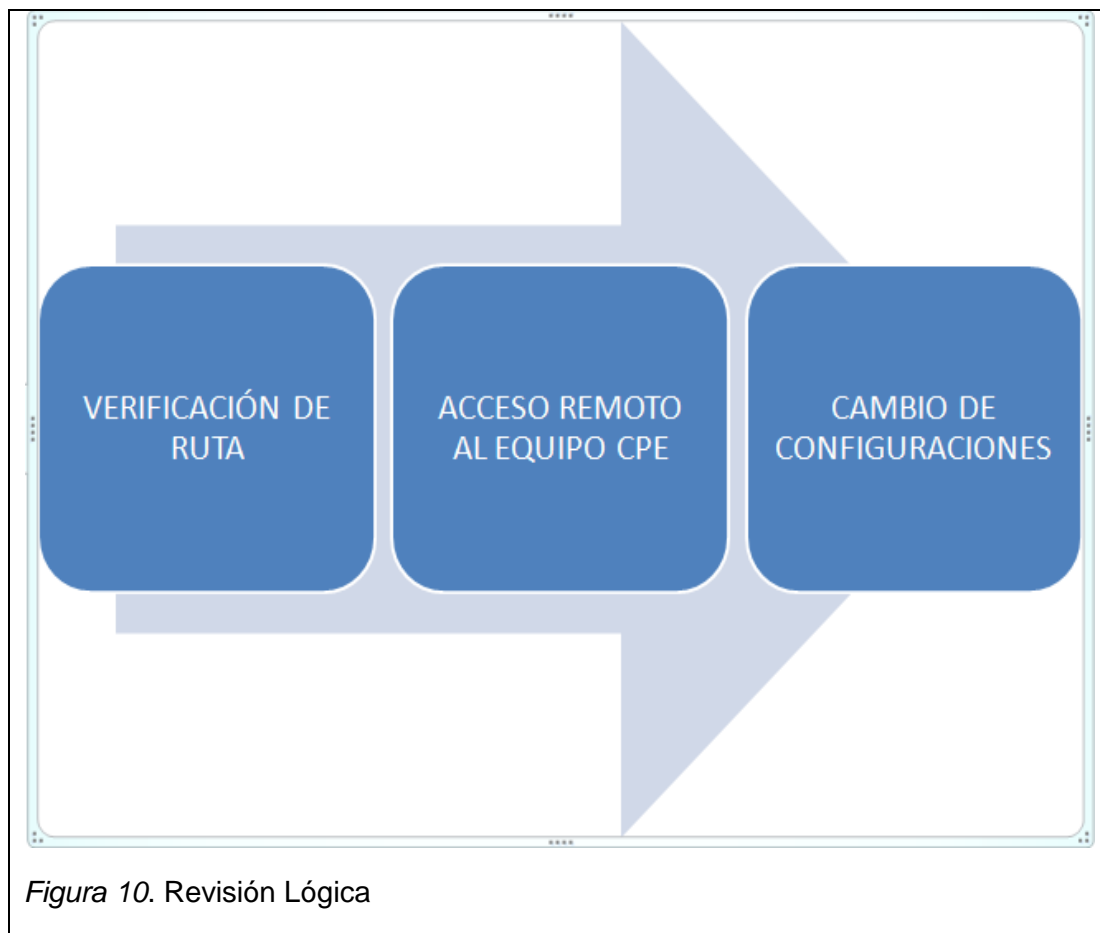 VERIFICACIÓN DE
RUTA
ACCESO REMOTO
AL EQUIPO CPE
CAMBIO DE
CONFIGURACIONES
Figura 10. Revisión Lógica